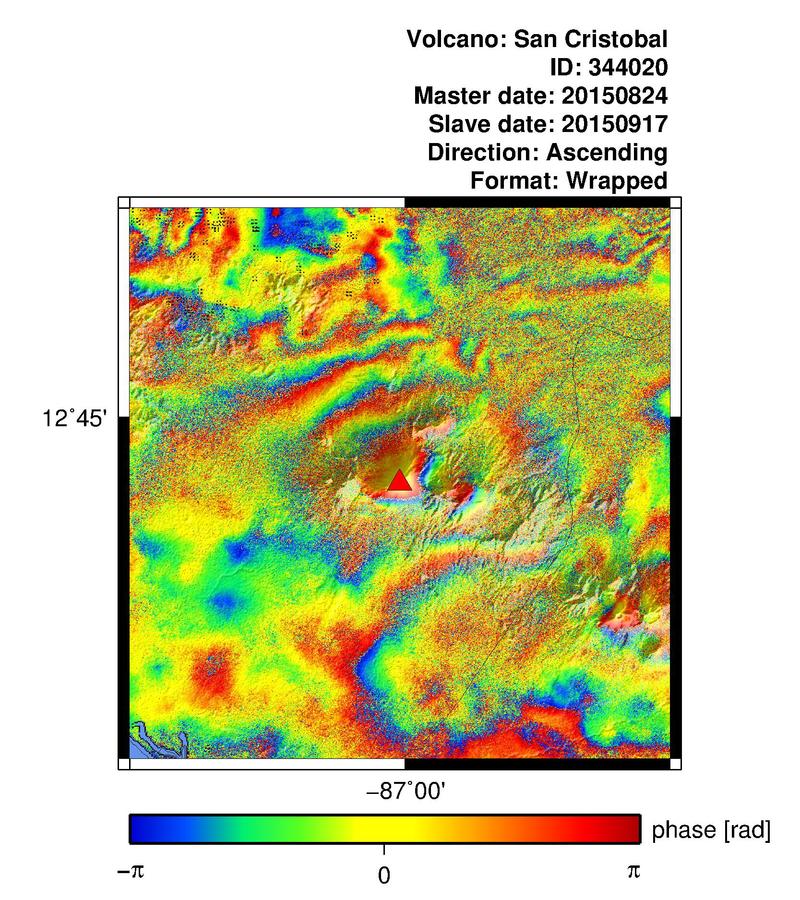 Volcano: San Cristobal
ID: 344020
Master date: 20150824
Slave date: 20150917
Direction: Ascending
Format: Wrapped
12˚45'
−87˚00'
phase [rad]
−π
0
π